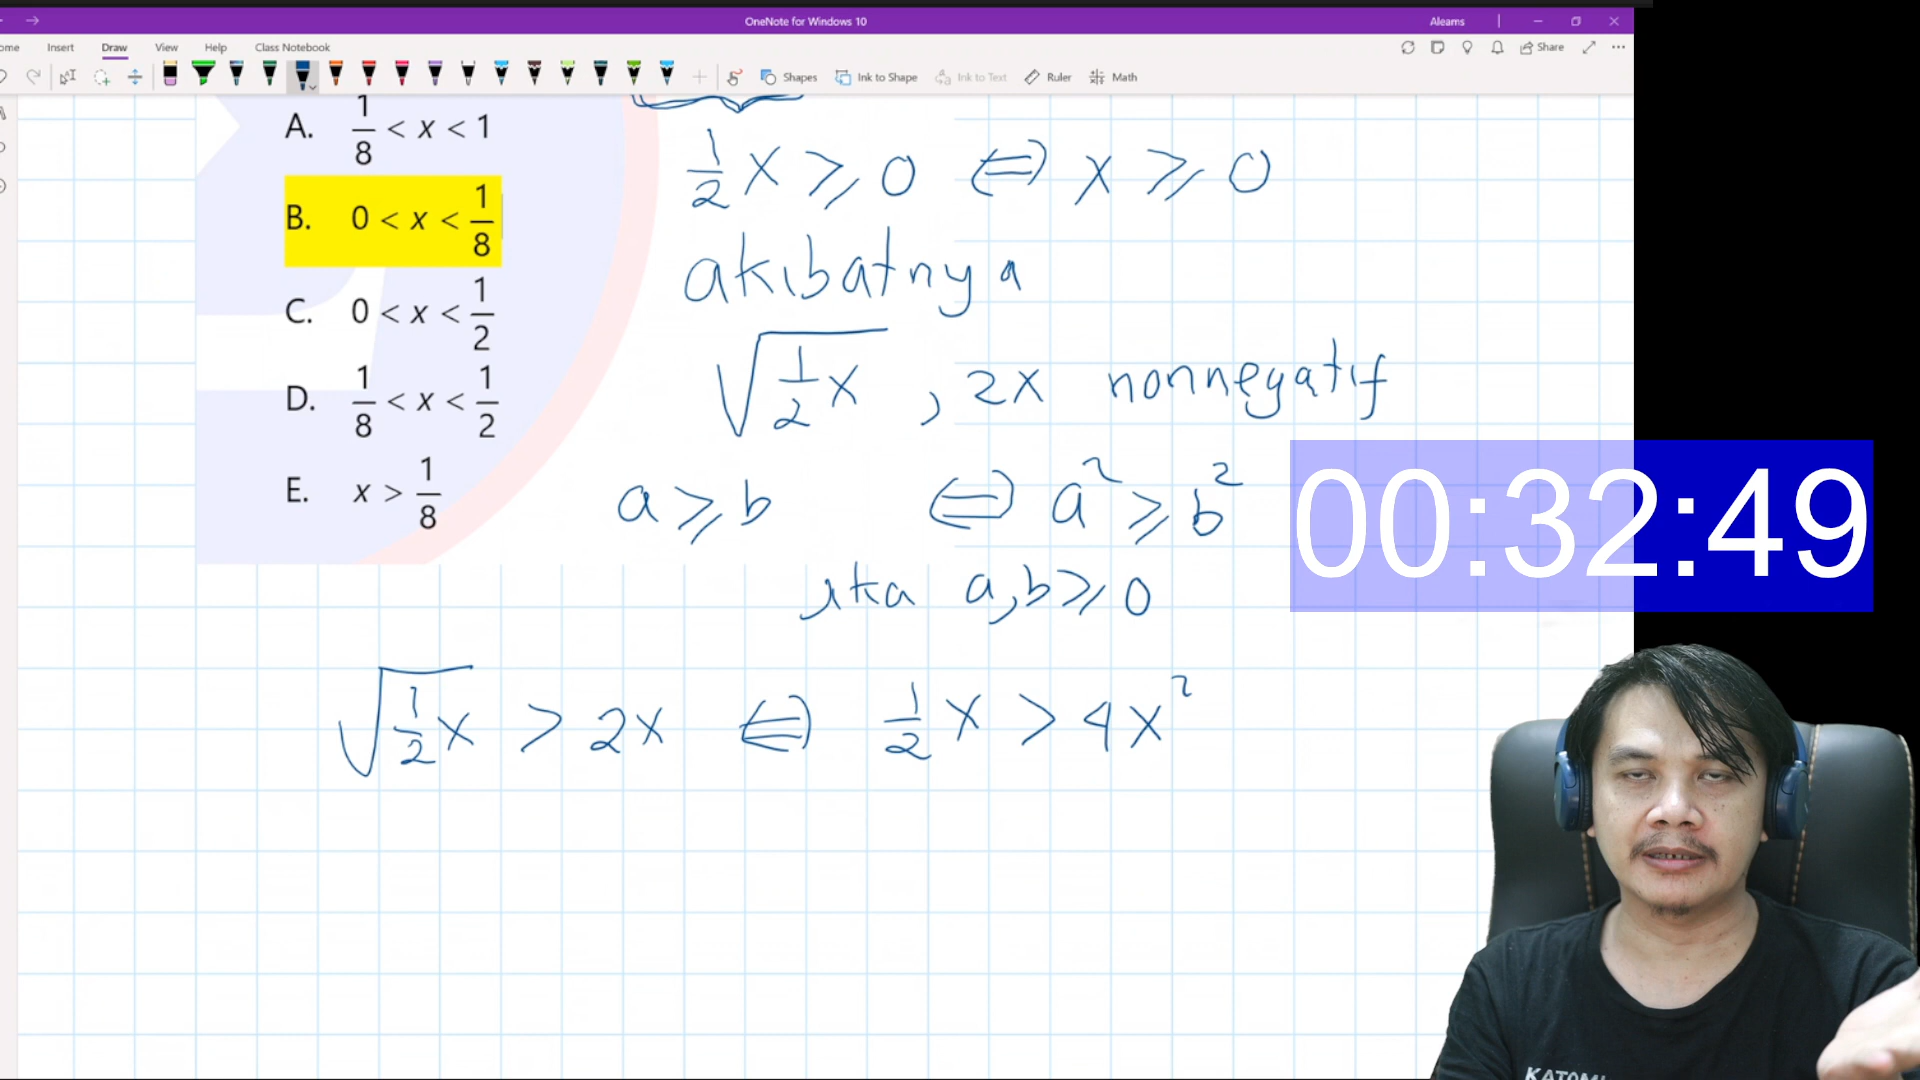 OneNote for Windows 10
Aleams
ome Insert Draw View Help Class Notebook
Share
Shapes Ink to Shape Ink to Text Ruler Math
A. 1/8 < x < 1
B. 0 < x < 1/8
C. 0 < x < 1/2
D. 1/8 < x < 1/2
E. x > 1/8
1/2 x ⩾ 0 ⇔ x ⩾ 0
akibatnya
√(1/2 x) , 2x nonnegatif
a ⩾ b ⇔ a² ⩾ b²
jika a,b ⩾ 0
√(1/2 x) > 2x ⇔ 1/2 x > 4x²
00:32:49